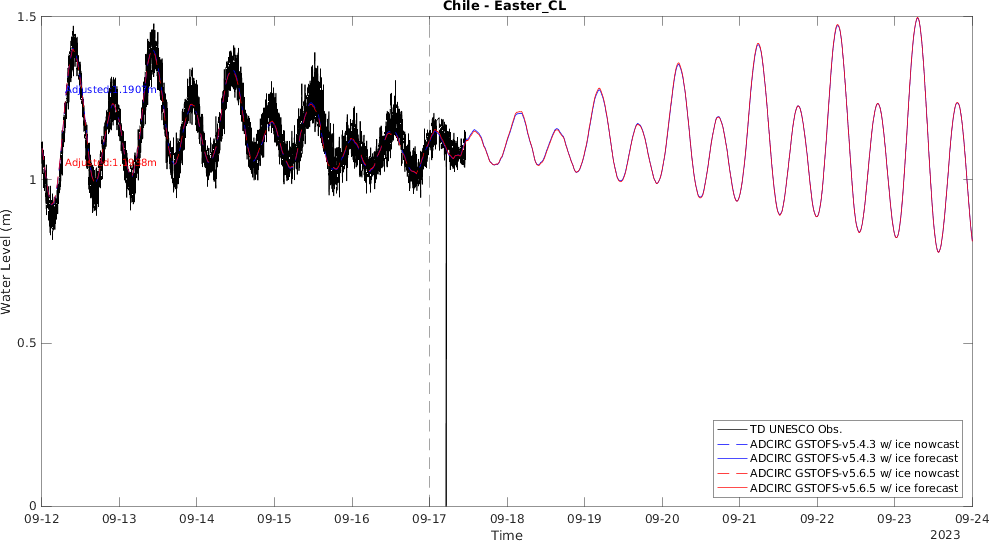 Chile - Easter_CL
1.5
1
0.5
0
Water Level (m)
09-12
09-13
09-14
09-15
09-16
09-17
09-18
09-19
09-20
09-21
09-22
09-23
09-24
Time
2023
TD UNESCO Obs.
ADCIRC GSTOFS-v5.4.3 w/ ice nowcast
ADCIRC GSTOFS-v5.4.3 w/ ice forecast
ADCIRC GSTOFS-v5.6.5 w/ ice nowcast
ADCIRC GSTOFS-v5.6.5 w/ ice forecast